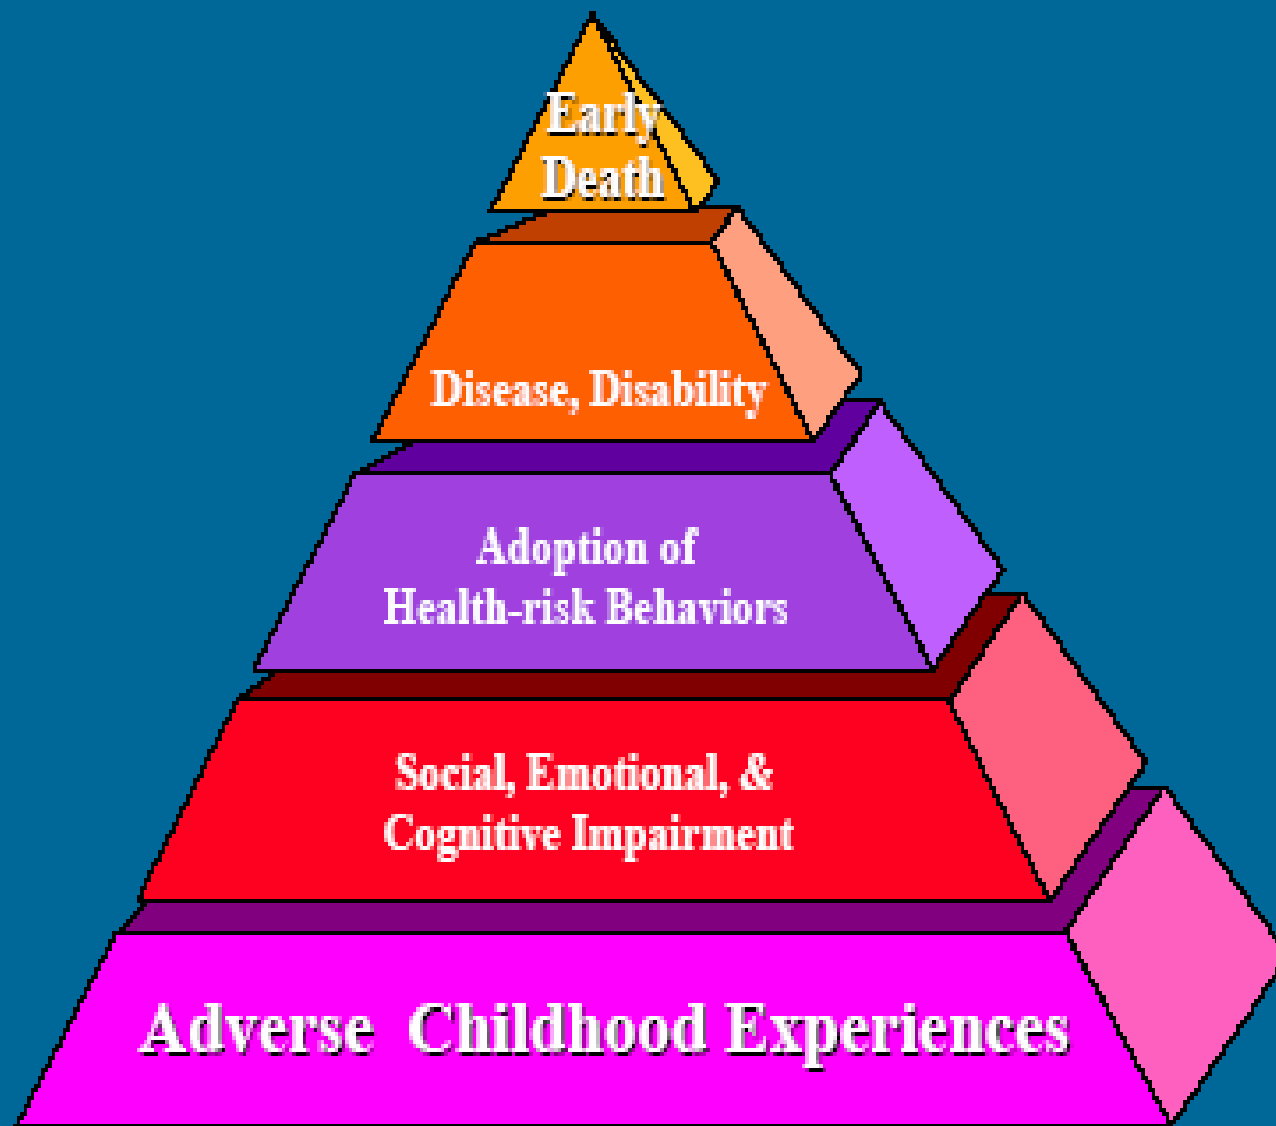 Early
Death
Disease, Disability
Adoption of
Health-risk Behaviors
Social, Emotional, &
Cognitive Impairment
Adverse Childhood Experiences